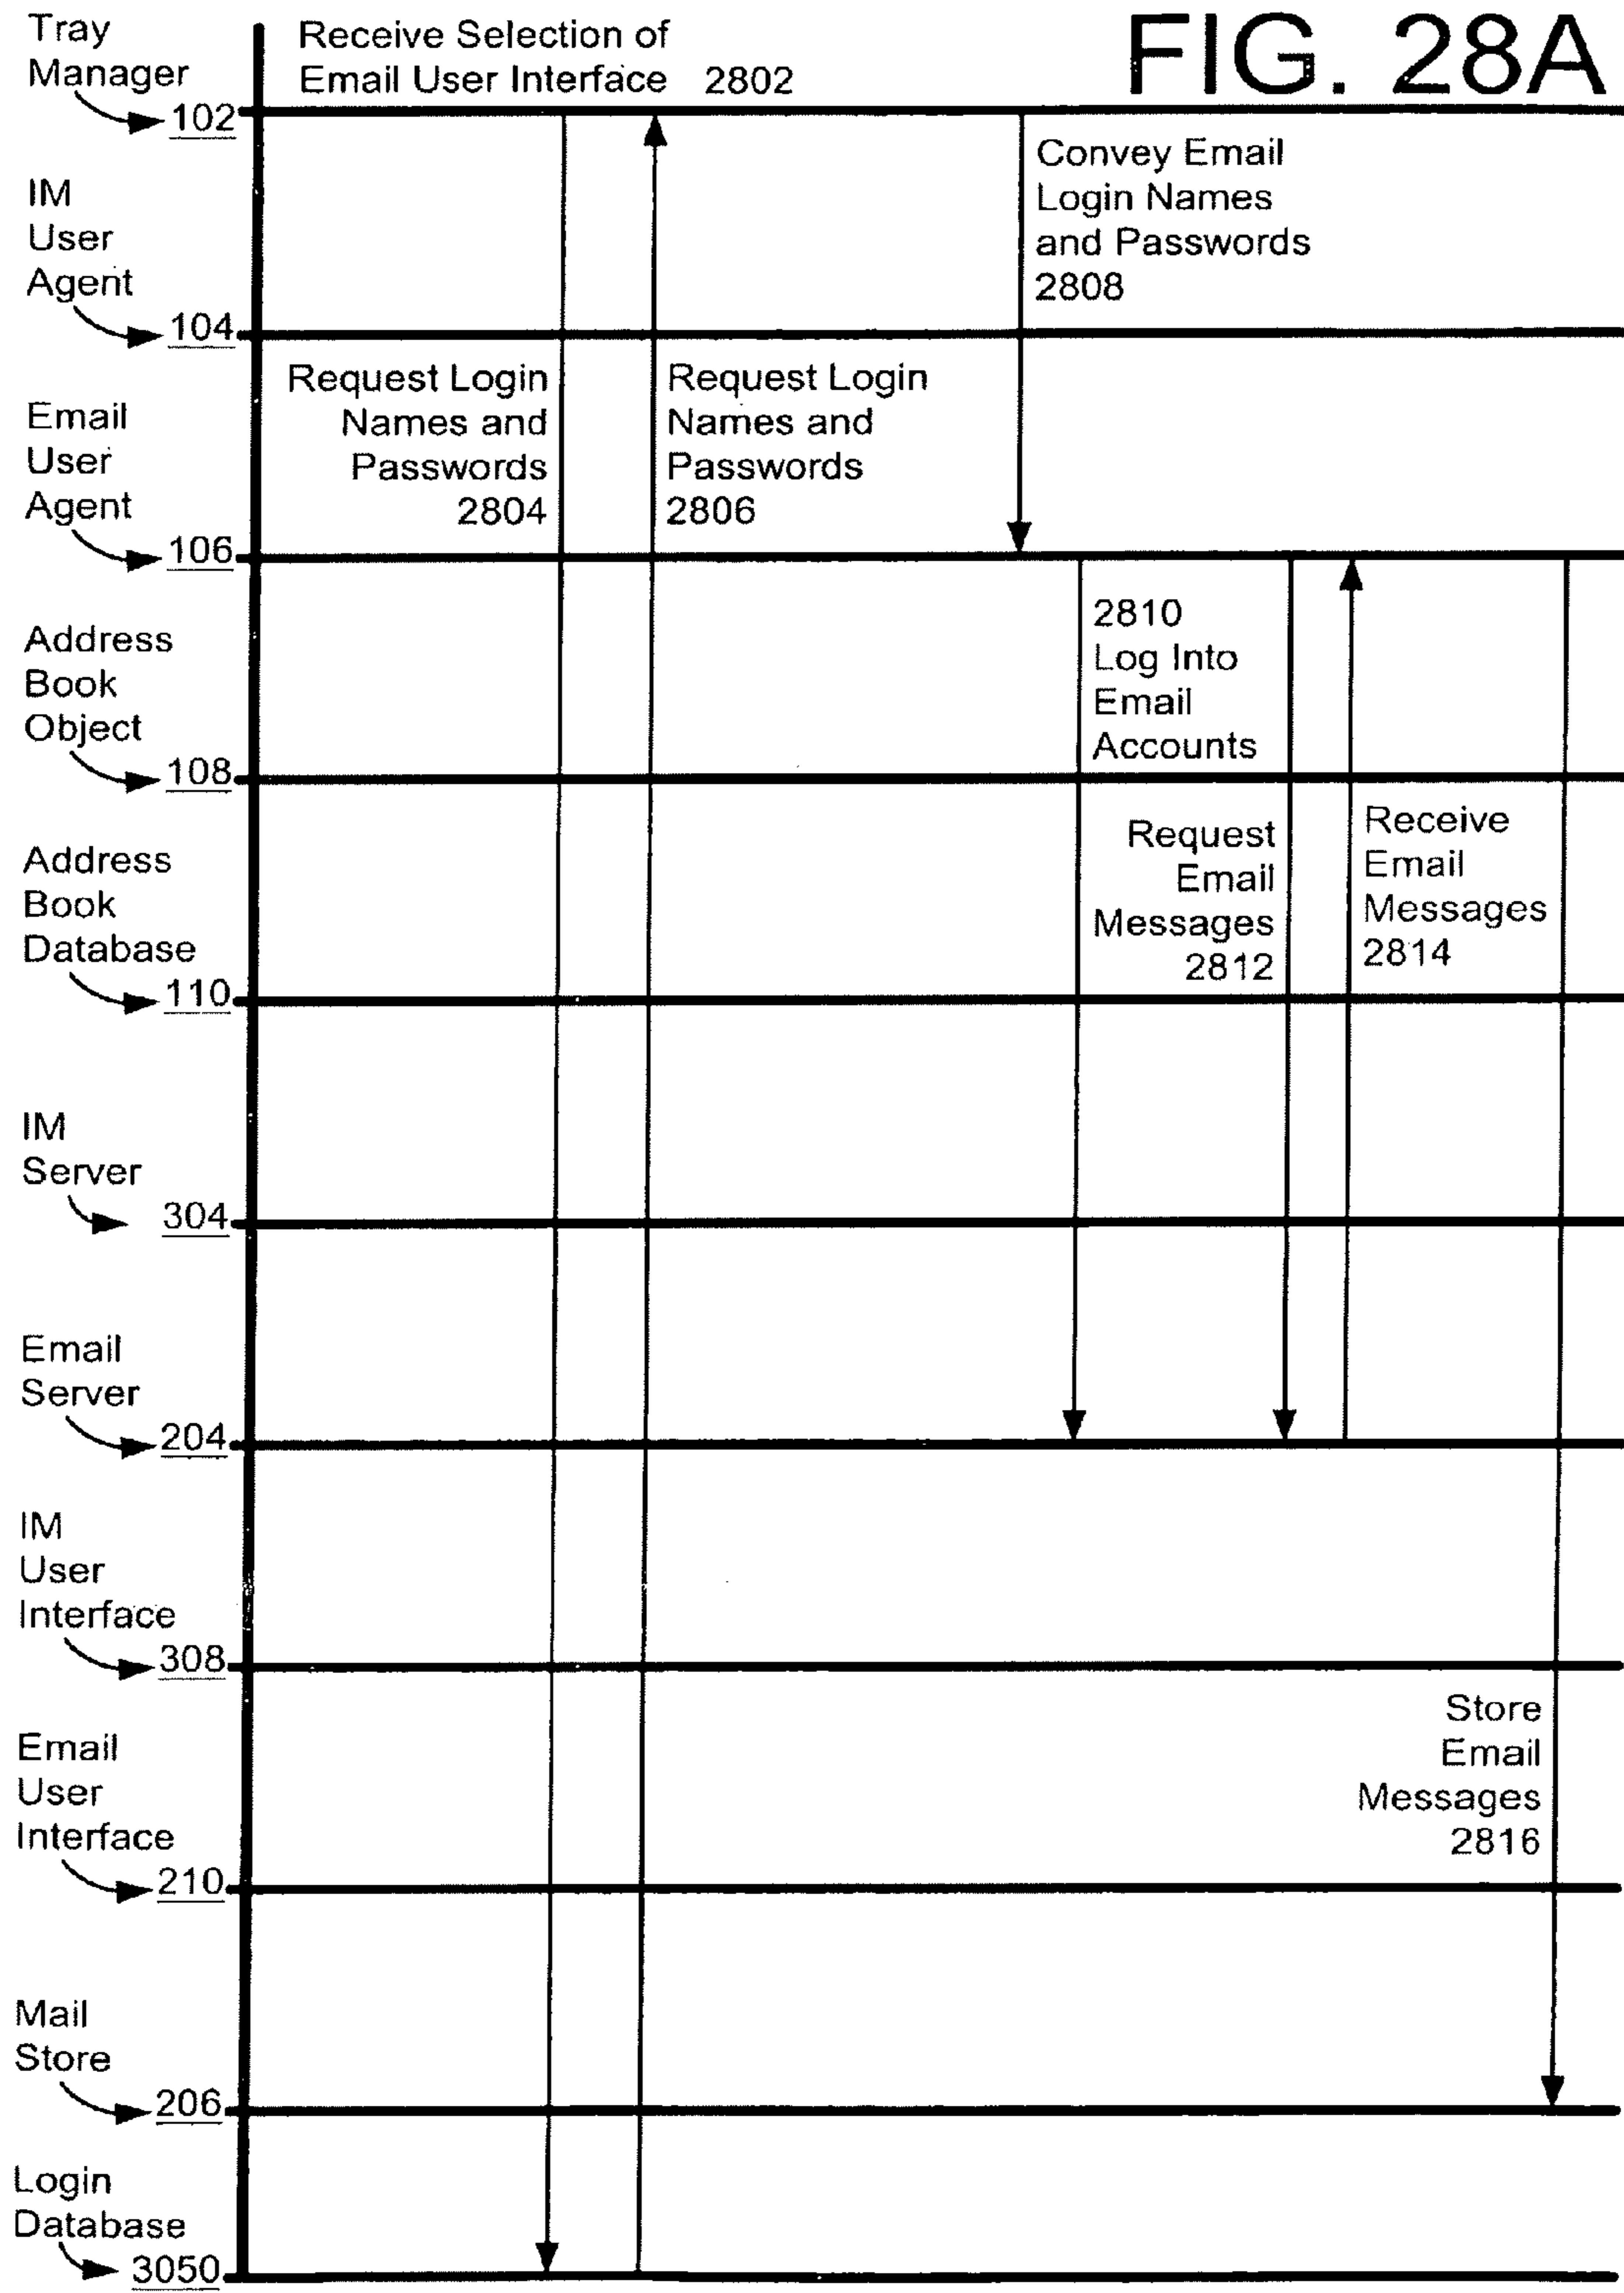 FIG. 28A
Tray
Manager
102
Receive Selection of
Email User Interface 2802
Convey Email
Login Names
and Passwords
2808
IM
User
Agent
104
Request Login
Names and
Passwords
2804
Request Login
Names and
Passwords
2806
Email
User
Agent
106
2810
Log Into
Email
Accounts
Address
Book
Object
108
Request
Email
Messages
2812
Receive
Email
Messages
2814
Address
Book
Database
110
IM
Server
304
Email
Server
204
IM
User
Interface
308
Store
Email
Messages
2816
Email
User
Interface
210
Mail
Store
206
Login
Database
3050